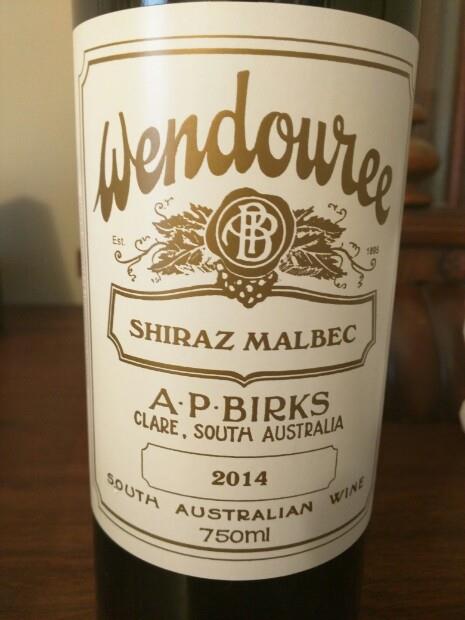 Wendouree
APB
Est. 1895
SHIRAZ MALBEC
A·P·BIRKS
CLARE, SOUTH AUSTRALIA
2014
SOUTH AUSTRALIAN WINE
750ml